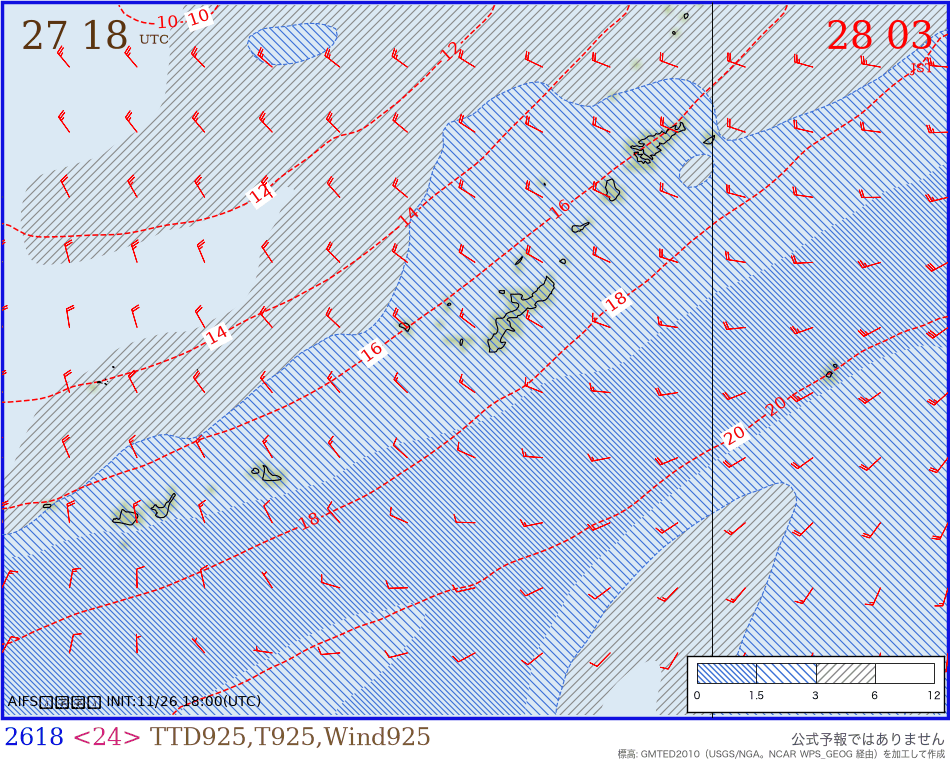 27 18 UTC
28 03
JST
10 10
12
12
14
14
16
16
18
18
20
20
0 1.5 3 6 12
AIFS INIT:11/26 18:00(UTC)
2618 <24> TTD925,T925,Wind925
公式予報ではありません
標高: GMTED2010（USGS/NGA。NCAR WPS_GEOG 経由）を加工して作成